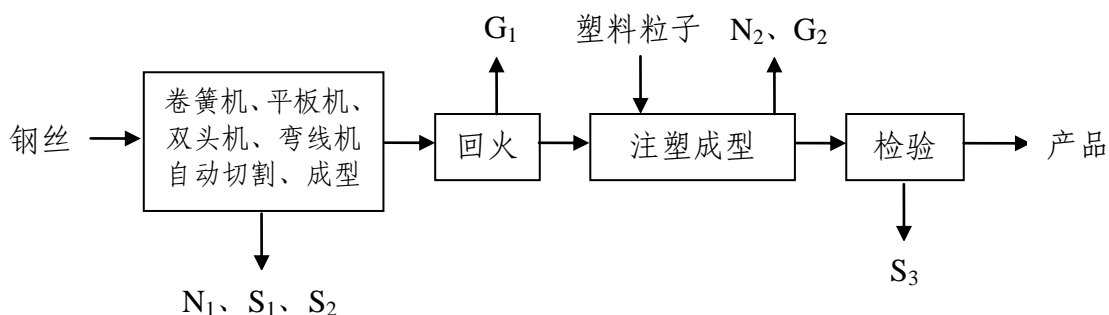 G₁
塑料粒子
N₂、G₂
钢丝
卷簧机、平板机、
双头机、弯线机
自动切割、成型
回火
注塑成型
检验
产品
N₁、S₁、S₂
S₃